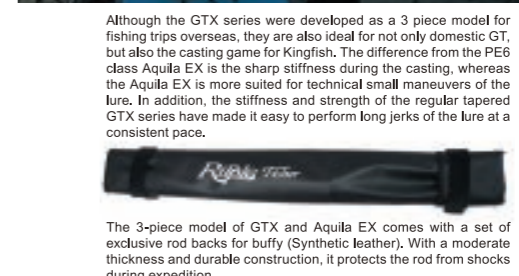 Although the GTX series were developed as a 3 piece model for
fishing trips overseas, they are also ideal for not only domestic GT,
but also the casting game for Kingfish. The difference from the PE6
class Aquila EX is the sharp stiffness during the casting, whereas
the Aquila EX is more suited for technical small maneuvers of the
lure. In addition, the stiffness and strength of the regular tapered
GTX series have made it easy to perform long jerks of the lure at a
consistent pace.
Ripple Fisher
The 3-piece model of GTX and Aquila EX comes with a set of
exclusive rod backs for buffy (Synthetic leather). With a moderate
thickness and durable construction, it protects the rod from shocks
during expedition.